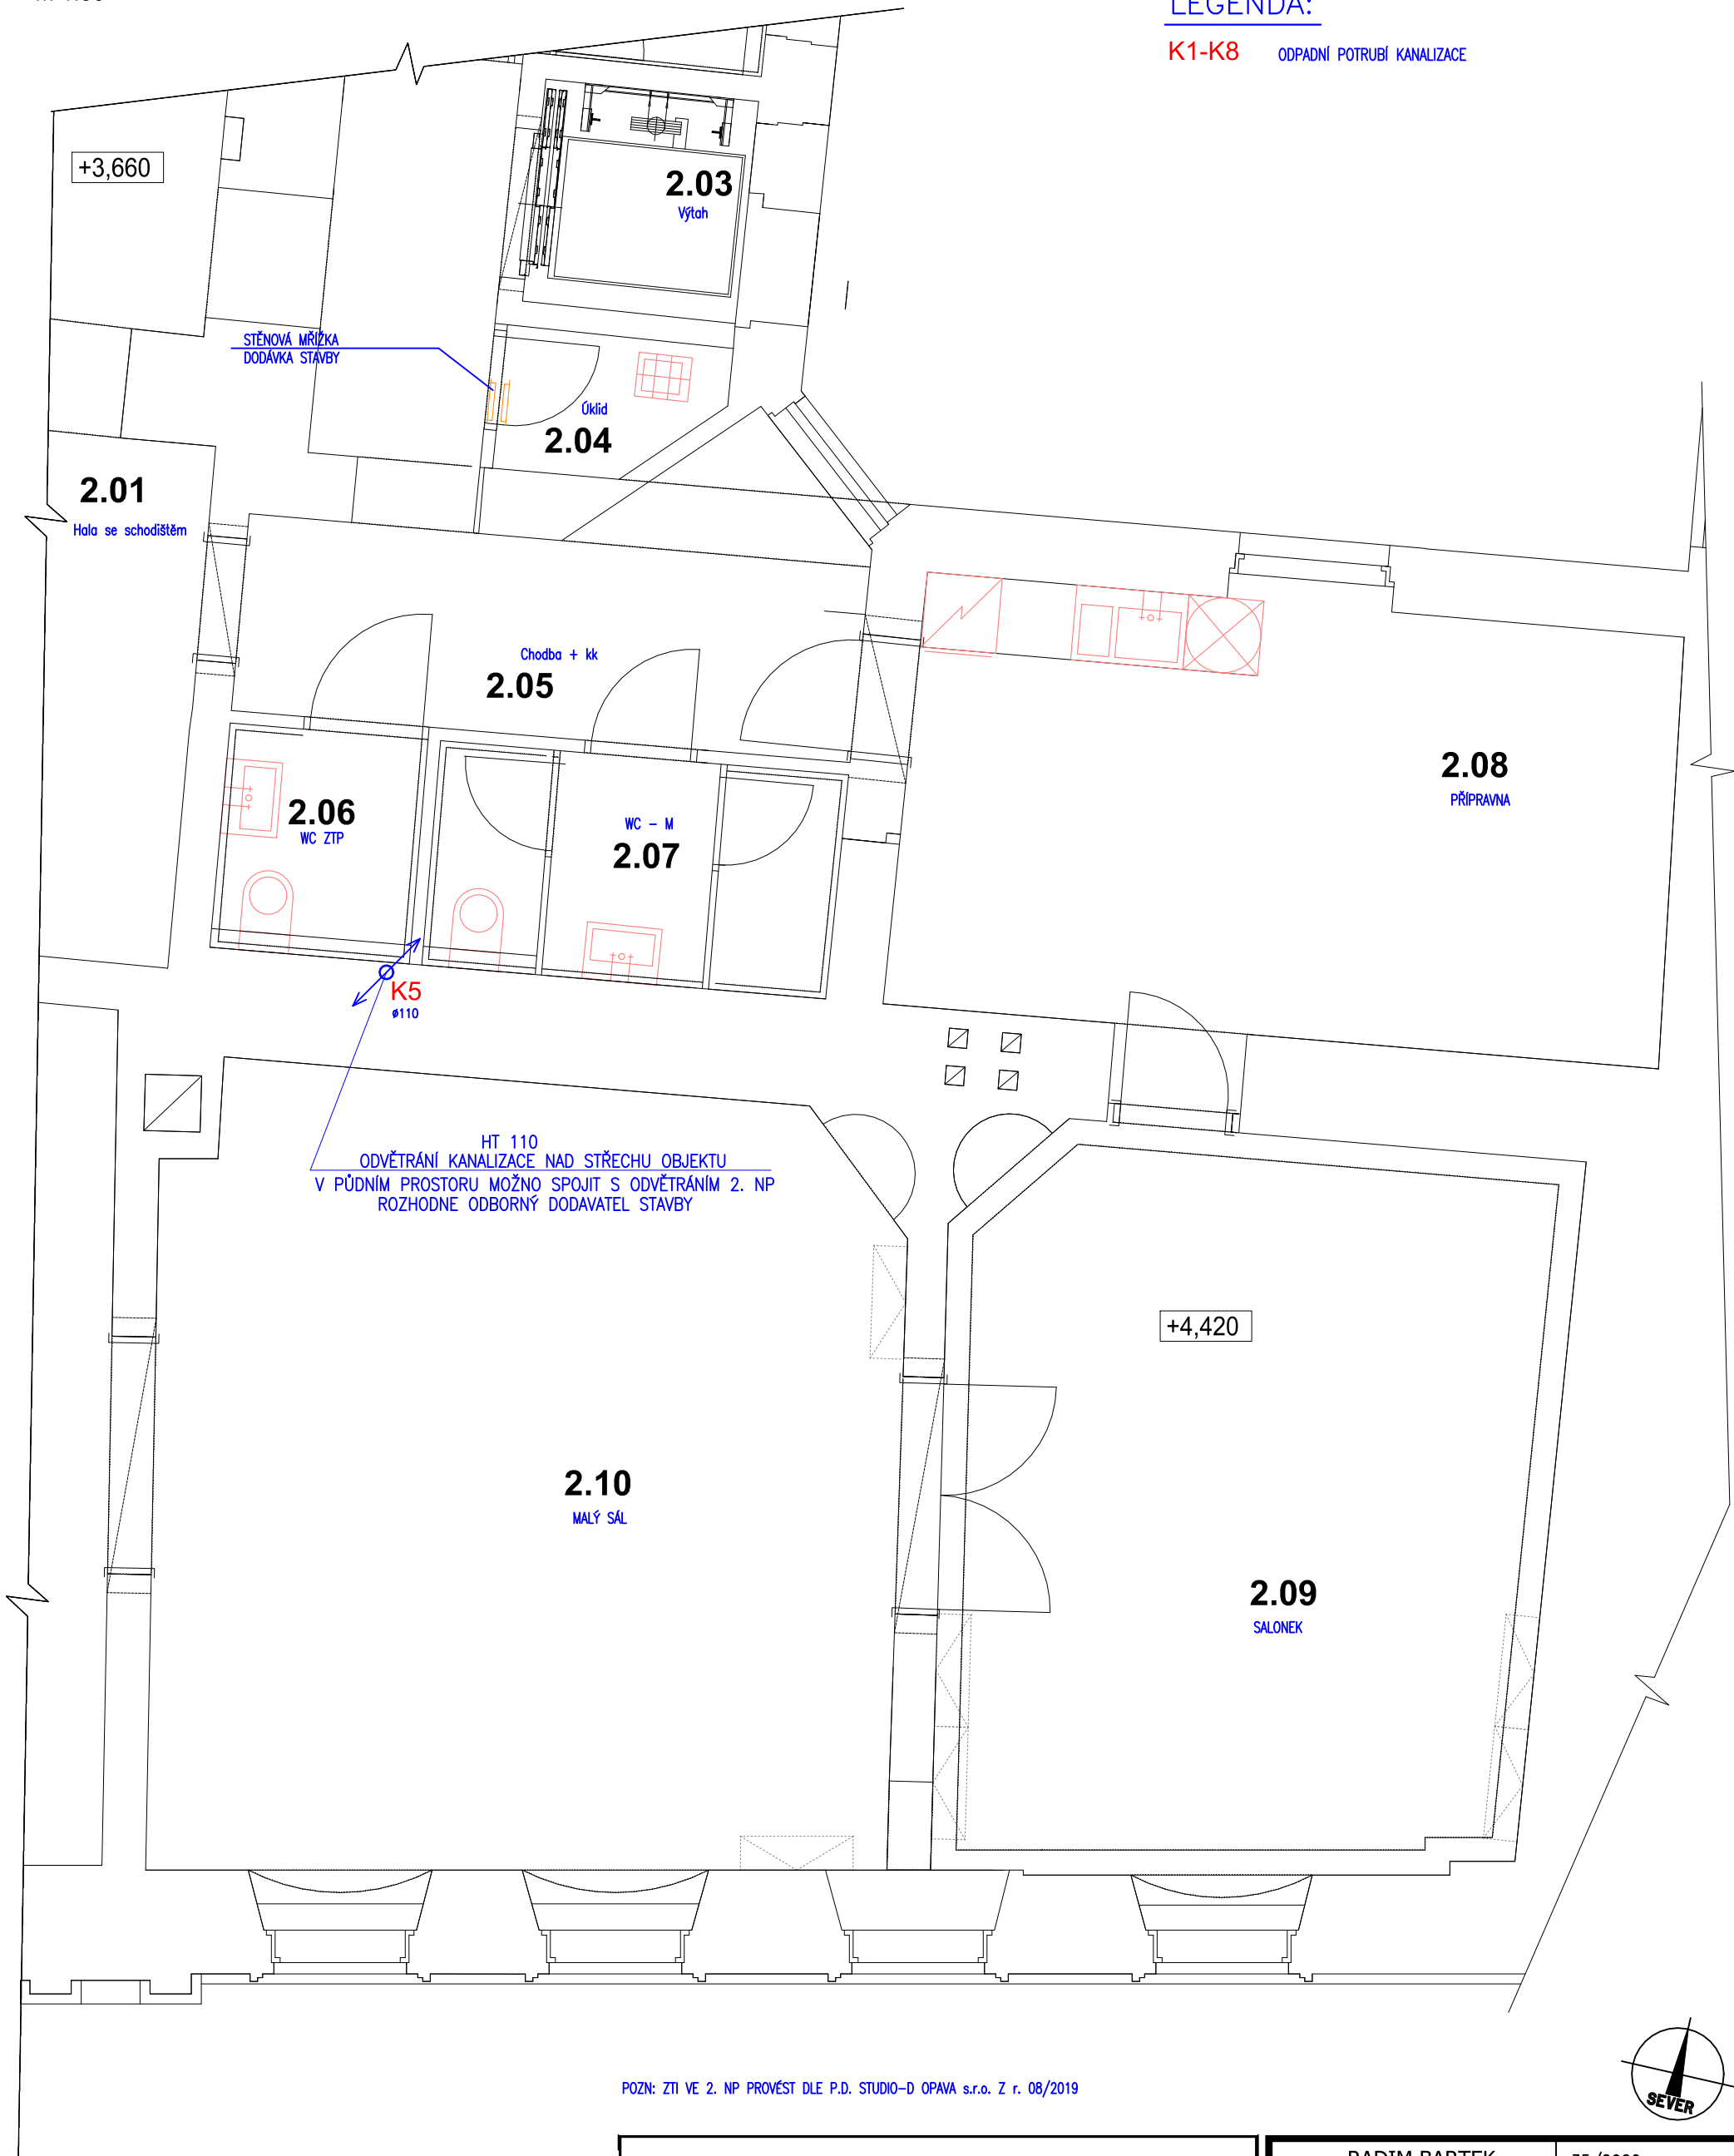 LEGENDA:
K1-K8 ODPADNÍ POTRUBÍ KANALIZACE
+3,660
2.03
Výtah
STĚNOVÁ MŘÍŽKA
DODÁVKA STAVBY
Úklid
2.04
2.01
Hala se schodištěm
Chodba + kk
2.05
2.08
PŘÍPRAVNA
2.06
WC ZTP
WC - M
2.07
K5
ø110
HT 110
ODVĚTRÁNÍ KANALIZACE NAD STŘECHU OBJEKTU
V PŮDNÍM PROSTORU MOŽNO SPOJIT S ODVĚTRÁNÍM 2. NP
ROZHODNE ODBORNÝ DODAVATEL STAVBY
+4,420
2.10
MALÝ SÁL
2.09
SALONEK
SEVER
POZN: ZTI VE 2. NP PROVÉST DLE P.D. STUDIO-D OPAVA s.r.o. Z r. 08/2019
RADIM BARTEK